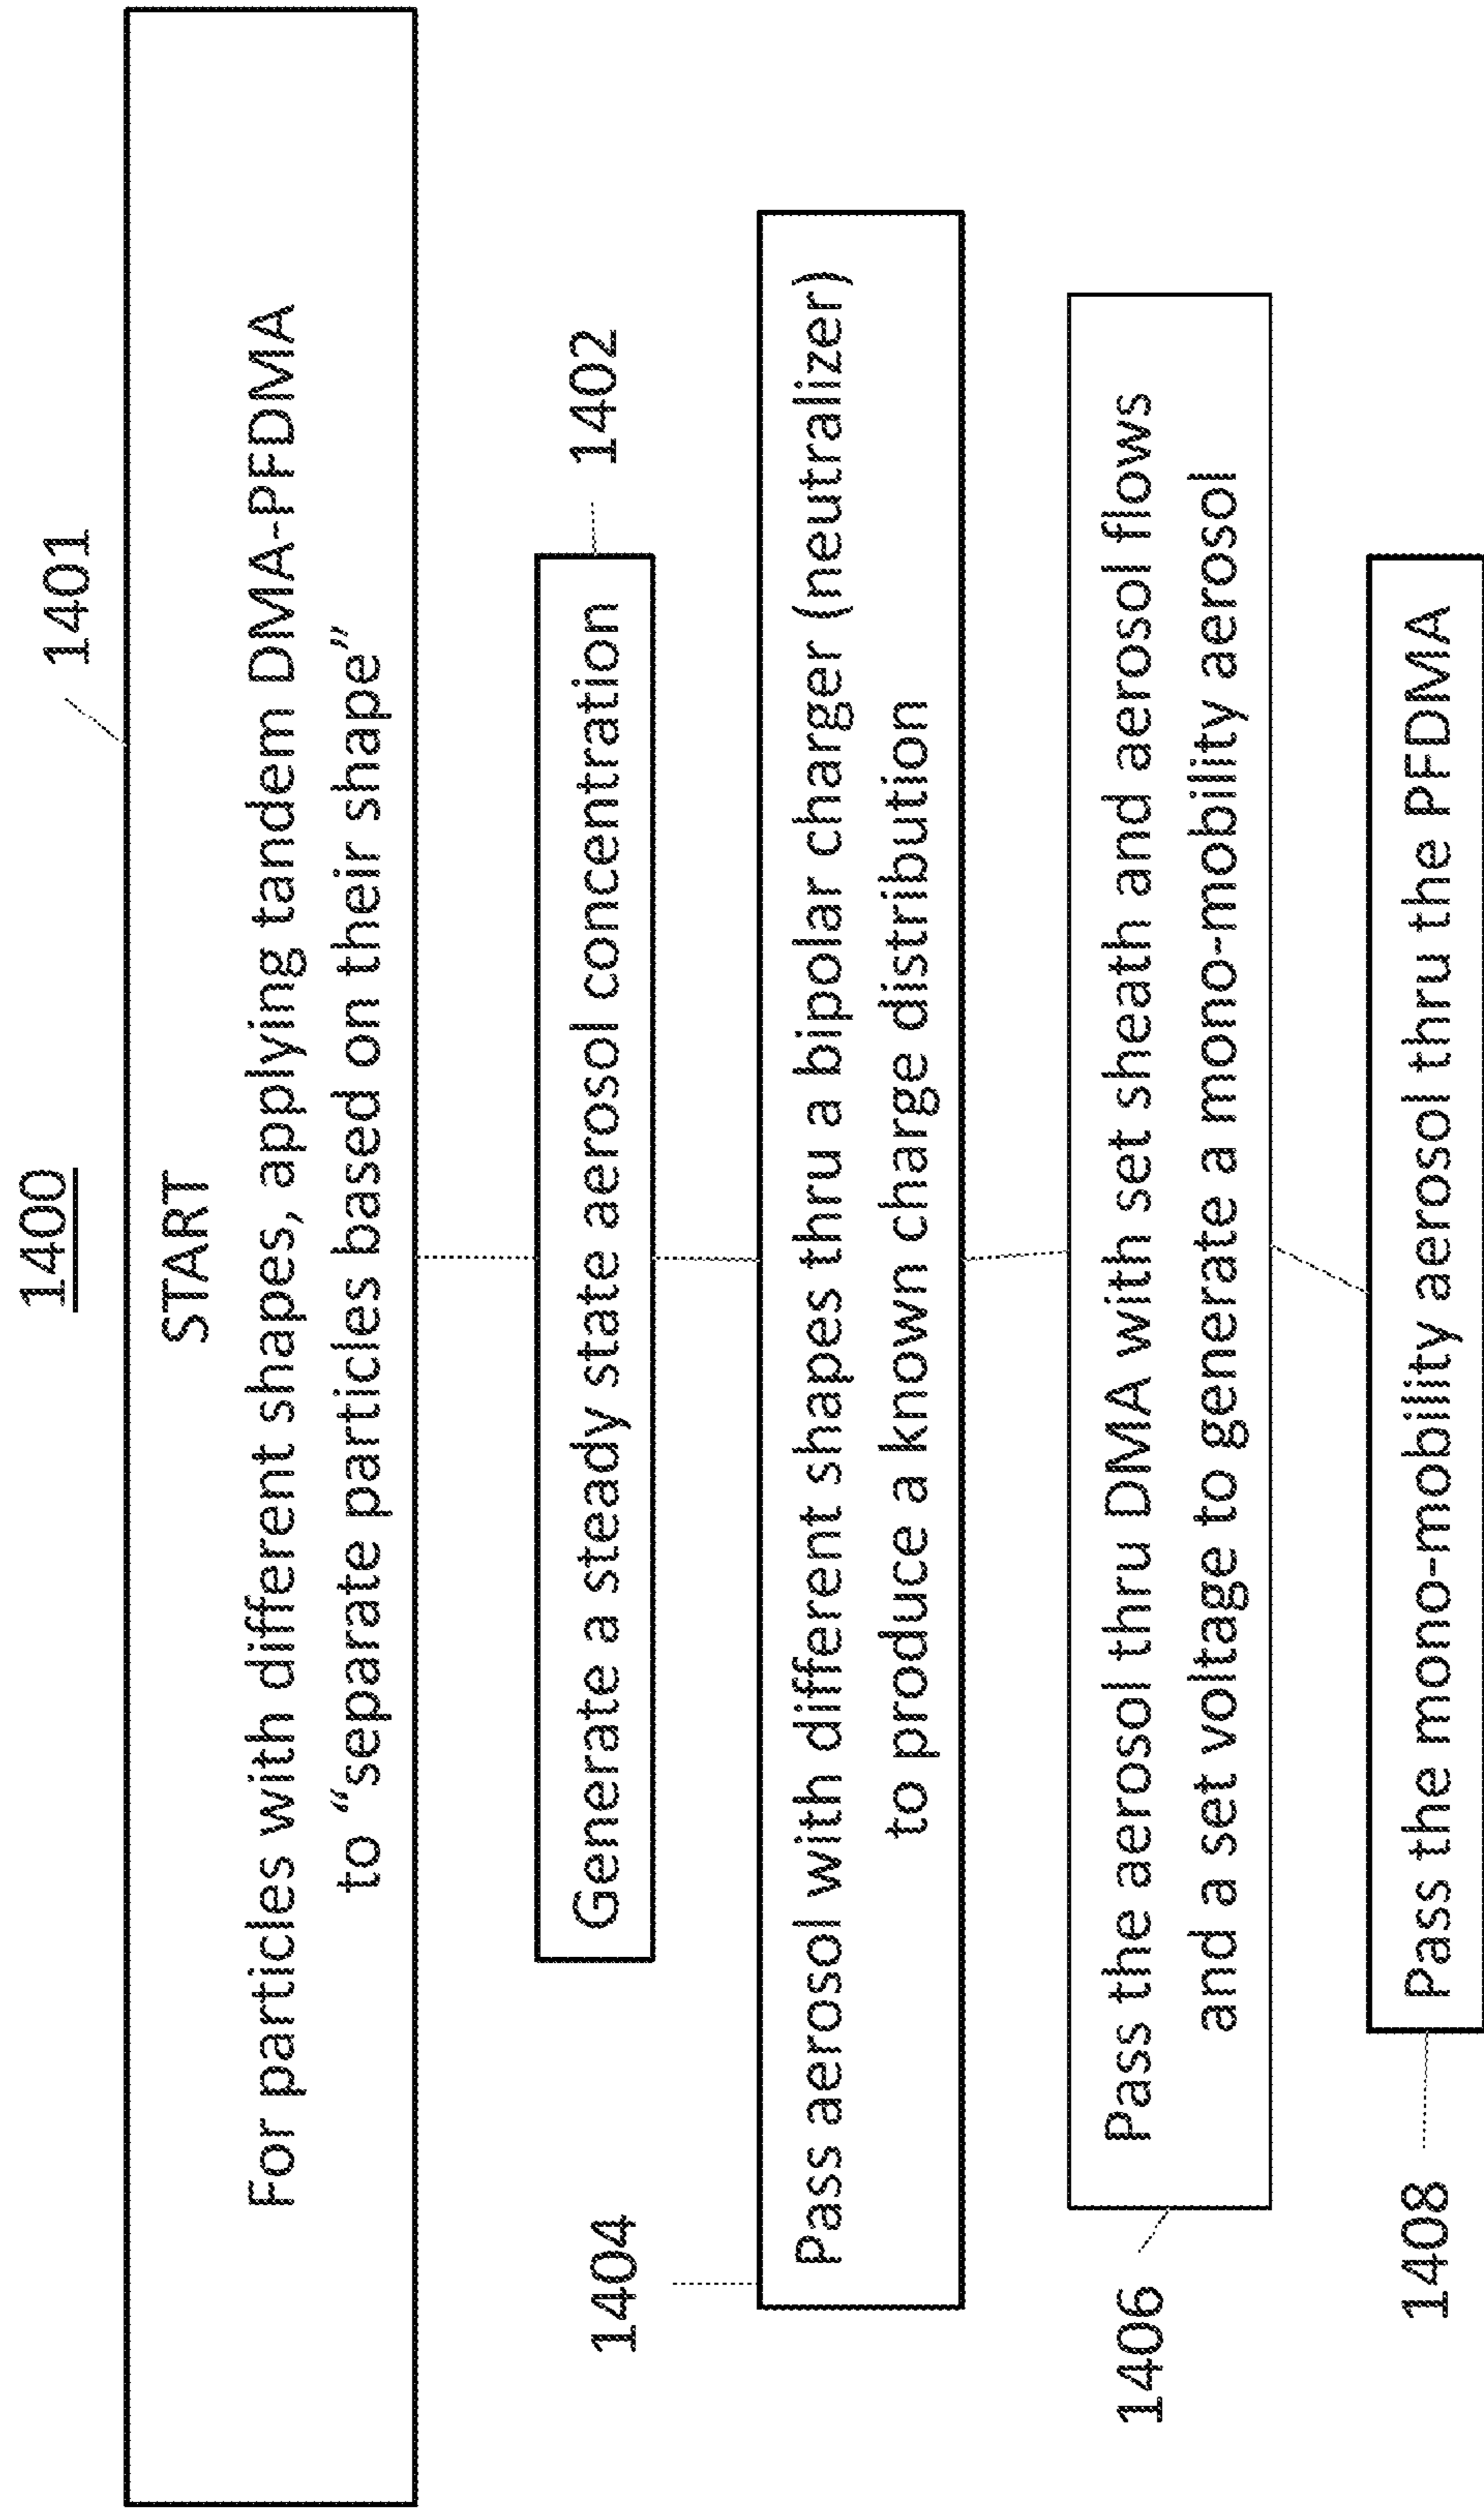 1400
1401
START
For particles with different shapes, applying tandem DMA-PFDMA
to “separate particles based on their shape”
1402
Generate a steady state aerosol concentration
1404
Pass aerosol with different shapes thru a bipolar charger (neutralizer)
to produce a known charge distribution
1406
Pass the aerosol thru DMA with set sheath and aerosol flows
and a set voltage to generate a mono-mobility aerosol
1408
Pass the mono-mobility aerosol thru the PFDMA